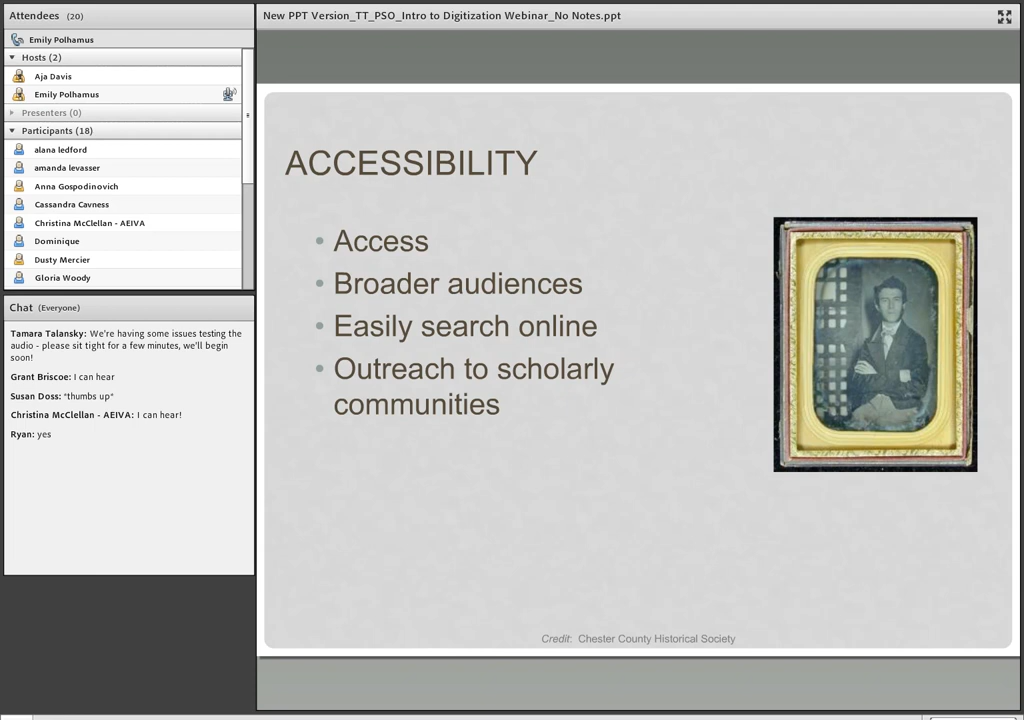 Attendees (20)
Emily Polhamus
Hosts (2)
Aja Davis
Emily Polhamus
Presenters (0)
Participants (18)
alana ledford
amanda levasser
Anna Gospodinovich
Cassandra Cavness
Christina McClellan - AEIVA
Dominique
Dusty Mercier
Gloria Woody
Chat (Everyone)
Tamara Talansky: We're having some issues testing the
audio - please sit tight for a few minutes, we'll begin
soon!
Grant Briscoe: I can hear
Susan Doss: *thumbs up*
Christina McClellan - AEIVA: I can hear!
Ryan: yes
New PPT Version_TT_PSO_Intro to Digitization Webinar_No Notes.ppt
ACCESSIBILITY
• Access
• Broader audiences
• Easily search online
• Outreach to scholarly
communities
Credit: Chester County Historical Society